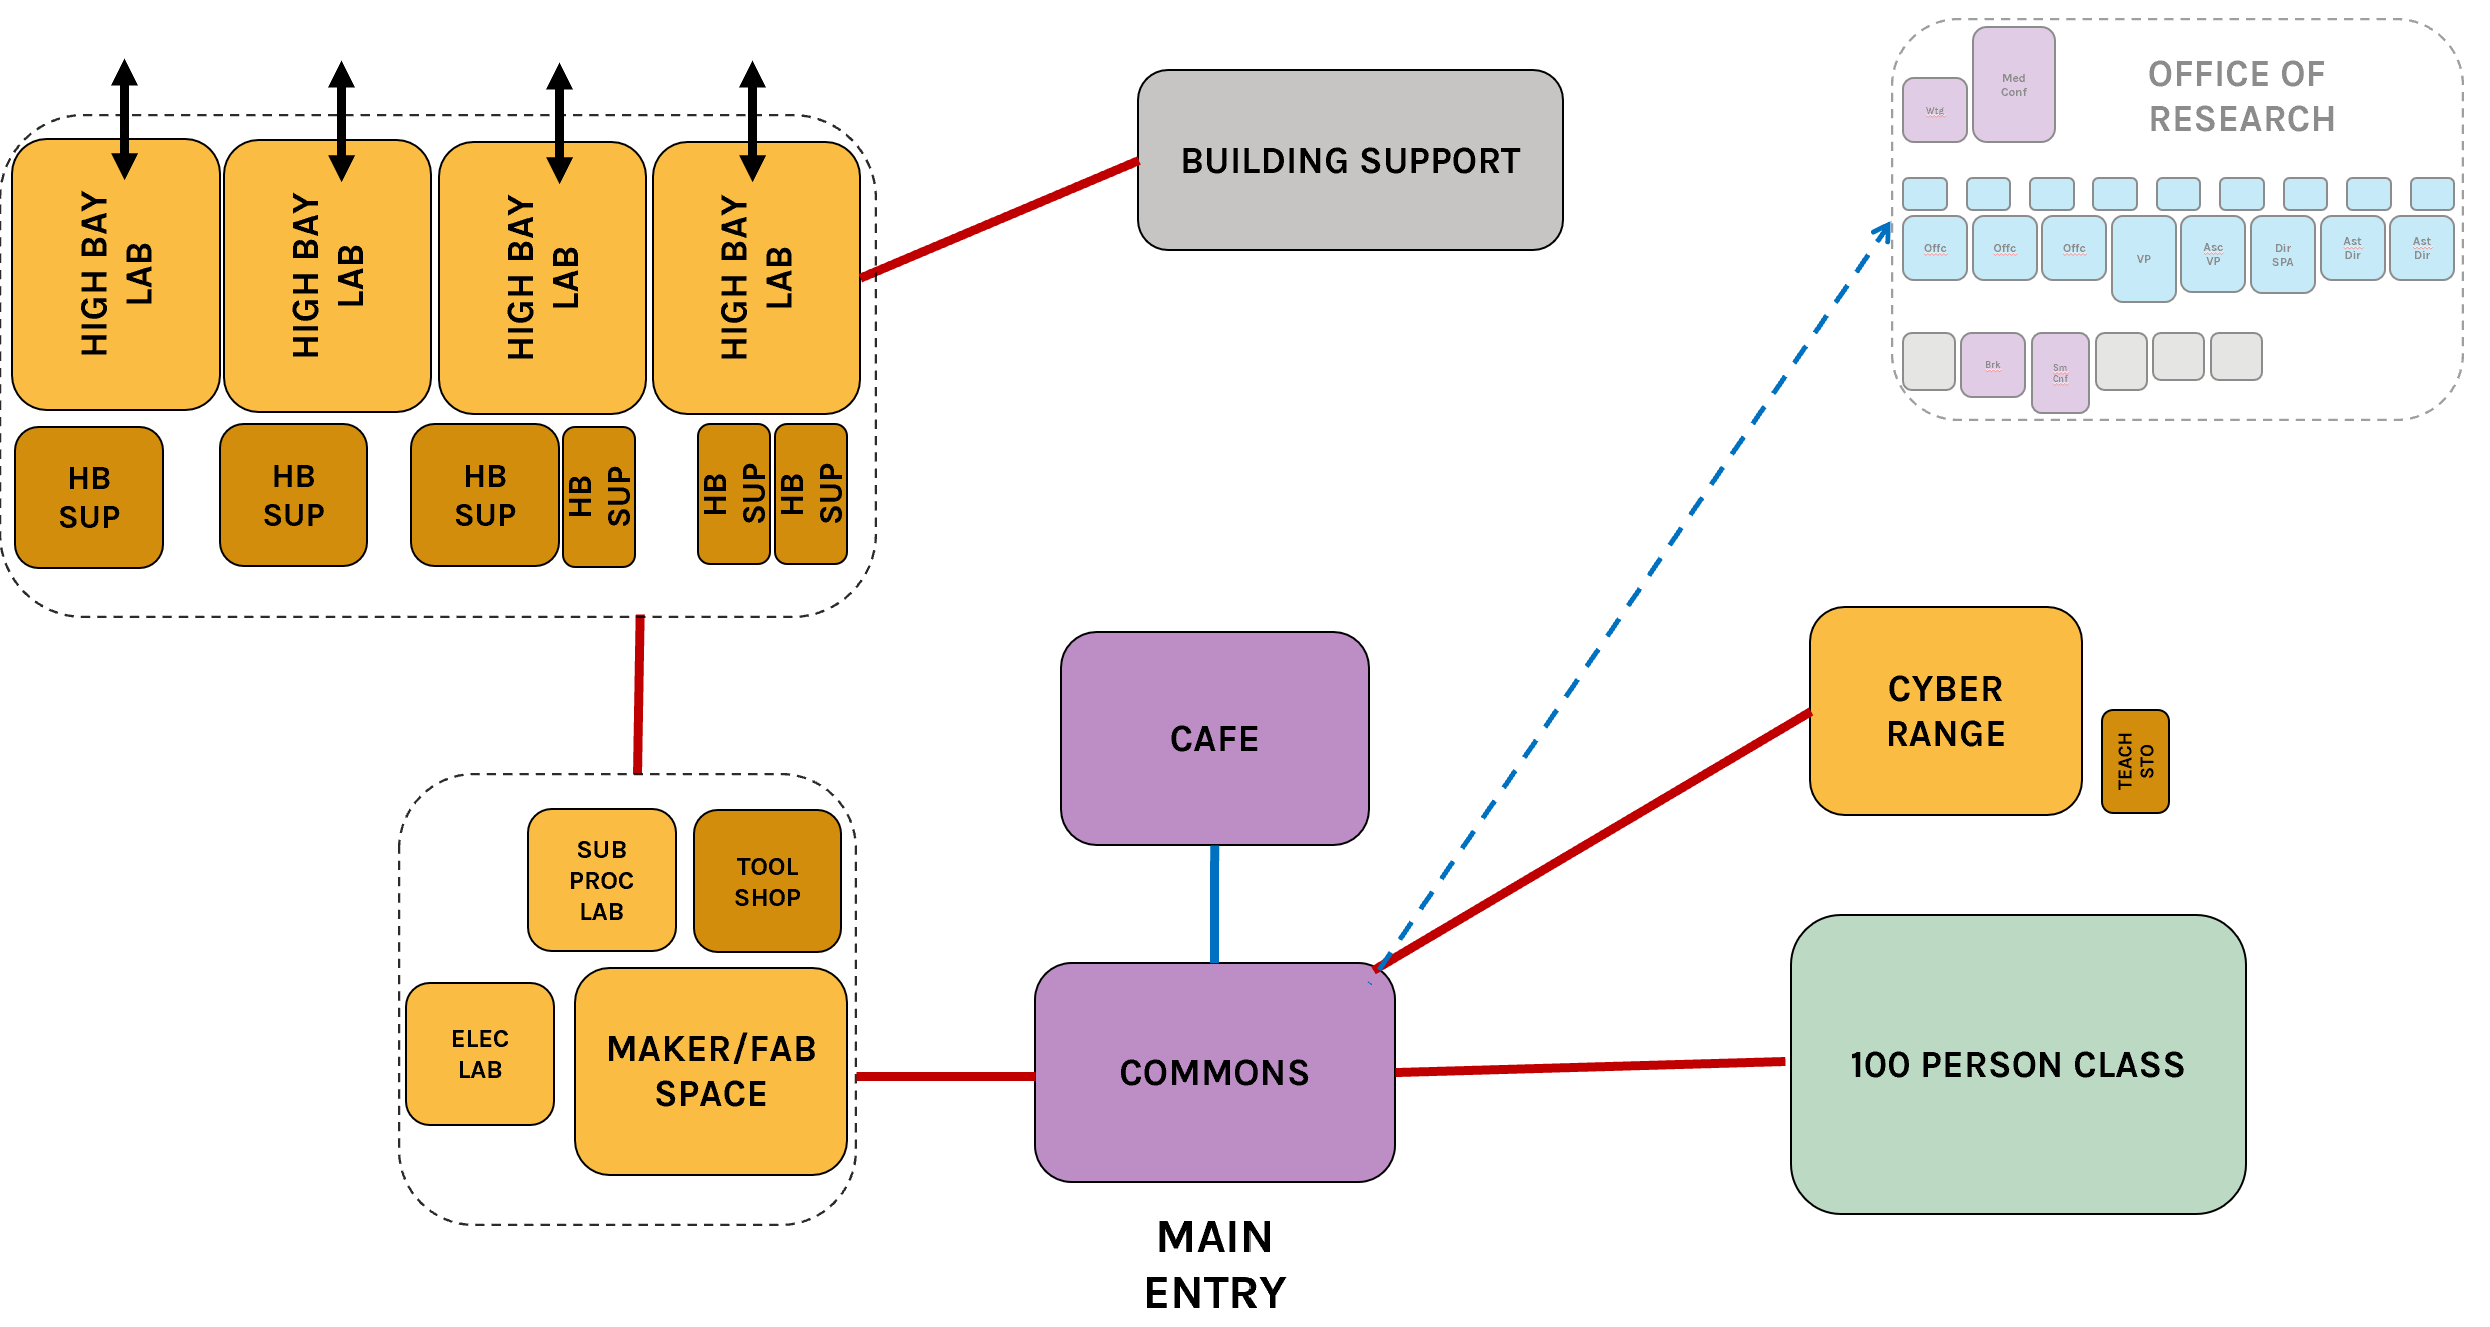 OFFICE OF
RESEARCH
Med
Conf
Wtg
Offc
Offc
Offc
VP
Asc
VP
Dir
SPA
Ast
Dir
Ast
Dir
Brk
Sm
Cnf
BUILDING SUPPORT
HIGH BAY
LAB
HIGH BAY
LAB
HIGH BAY
LAB
HIGH BAY
LAB
HB
SUP
HB
SUP
HB
SUP
HB
SUP
HB
SUP
HB
SUP
CAFE
CYBER
RANGE
TEACH
STO
SUB
PROC
LAB
TOOL
SHOP
ELEC
LAB
MAKER/FAB
SPACE
COMMONS
100 PERSON CLASS
MAIN
ENTRY